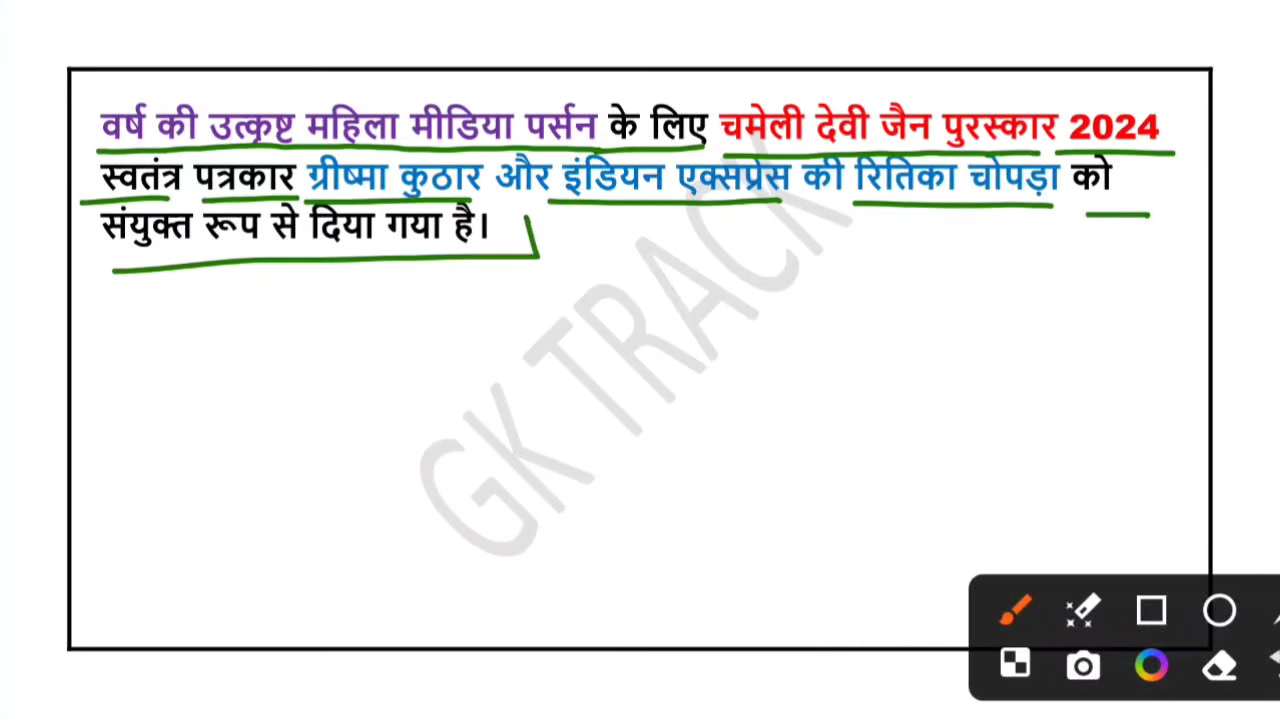 वर्ष की उत्कृष्ट महिला मीडिया पर्सन के लिए चमेली देवी जैन पुरस्कार 2024
स्वतंत्र पत्रकार ग्रीष्मा कुठार और इंडियन एक्सप्रेस की रितिका चोपड़ा को
संयुक्त रूप से दिया गया है।
GK TRACK